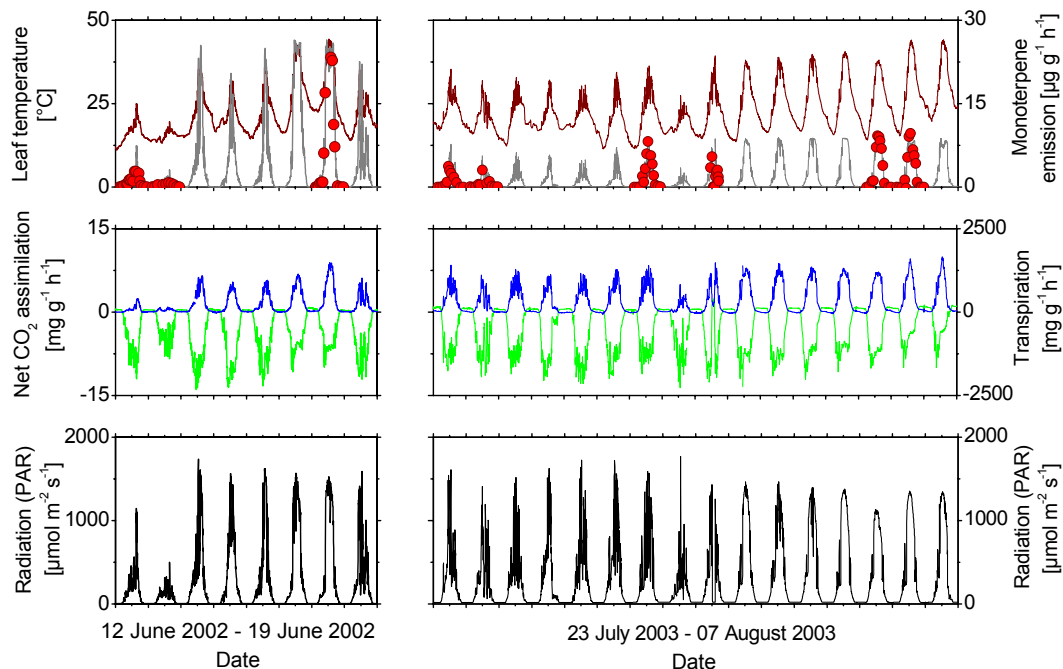 50
25
0
Leaf temperature
[°C]
30
15
0
Monoterpene
emission [µg g⁻¹ h⁻¹]
15
0
-15
Net CO₂ assimilation
[mg g⁻¹ h⁻¹]
2500
0
-2500
Transpiration
[mg g⁻¹ h⁻¹]
2000
1000
0
Radiation (PAR)
[µmol m⁻² s⁻¹]
2000
1000
0
Radiation (PAR)
[µmol m⁻² s⁻¹]
12 June 2002 - 19 June 2002
Date
23 July 2003 - 07 August 2003
Date